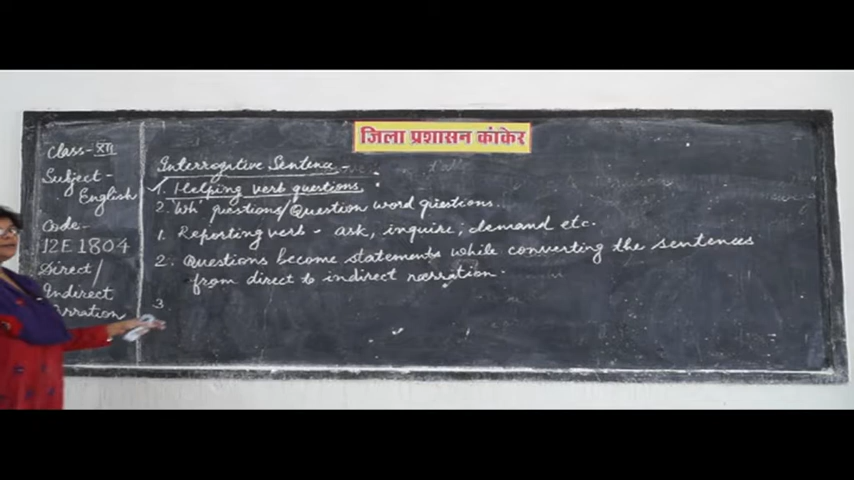 जिला प्रशासन कांकेर
Class- XII
Subject-
English
Code-
12E1804
Direct/
Indirect
Narration
Interrogative Sentence -
1. Helping verb questions.
2. Wh questions/Question word questions.
1. Reporting verb - ask, inquire, demand etc.
2. Questions become statements while converting the sentences
from direct to indirect narration.
3